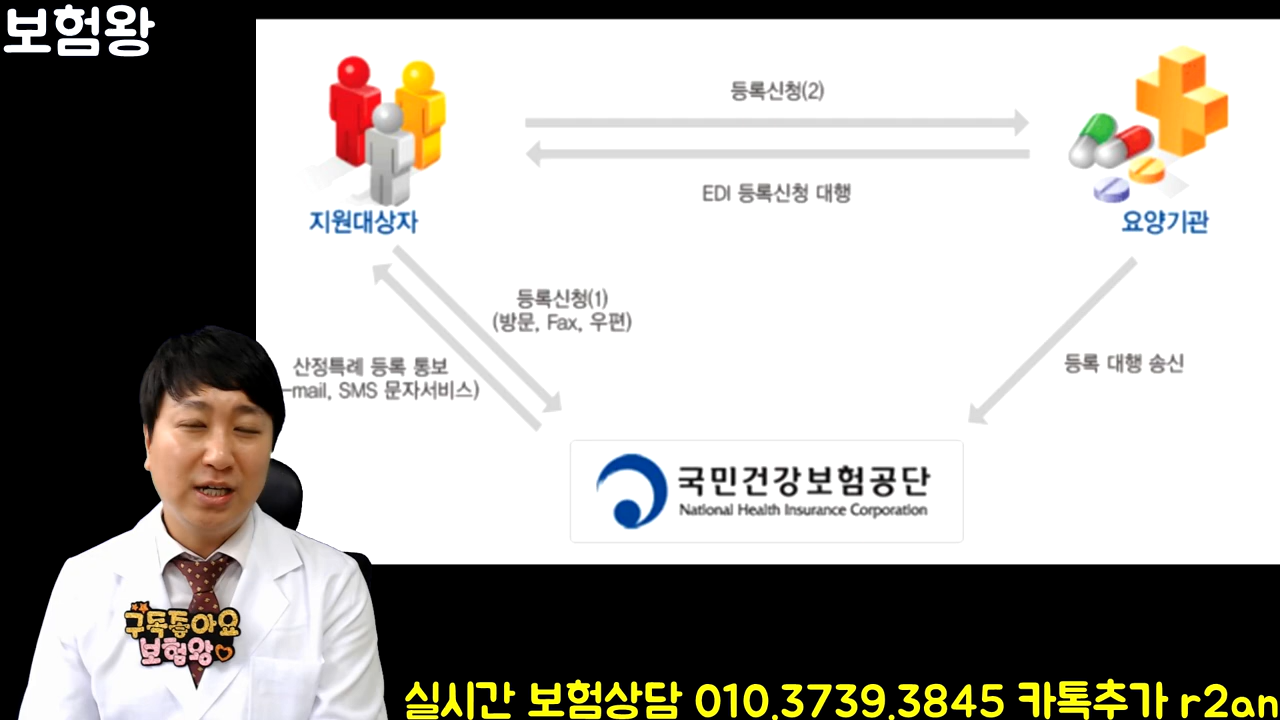 보험왕
등록신청(2)
EDI 등록신청 대행
지원대상자
요양기관
등록신청(1)
(방문, Fax, 우편)
산정특례 등록 통보
-mail, SMS 문자서비스)
등록 대행 송신
국민건강보험공단
National Health Insurance Corporation
구독좋아요
보험왕
실시간 보험상담 010.3739.3845 카톡추가 r2an